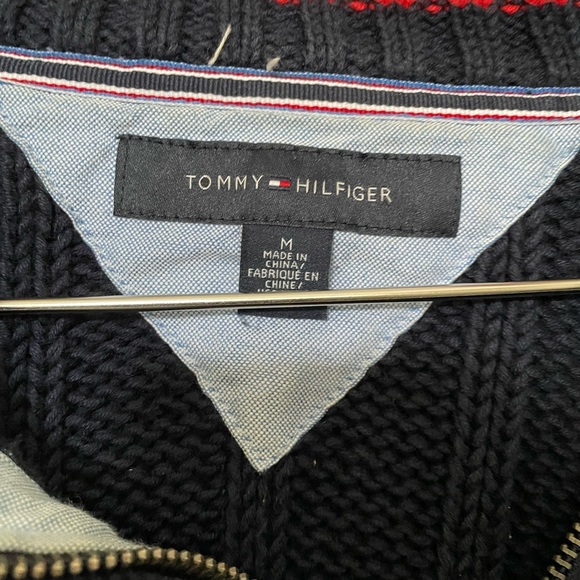 TOMMY HILFIGER
M
MADE IN
CHINA/
FABRIQUÉ EN
CHINE/